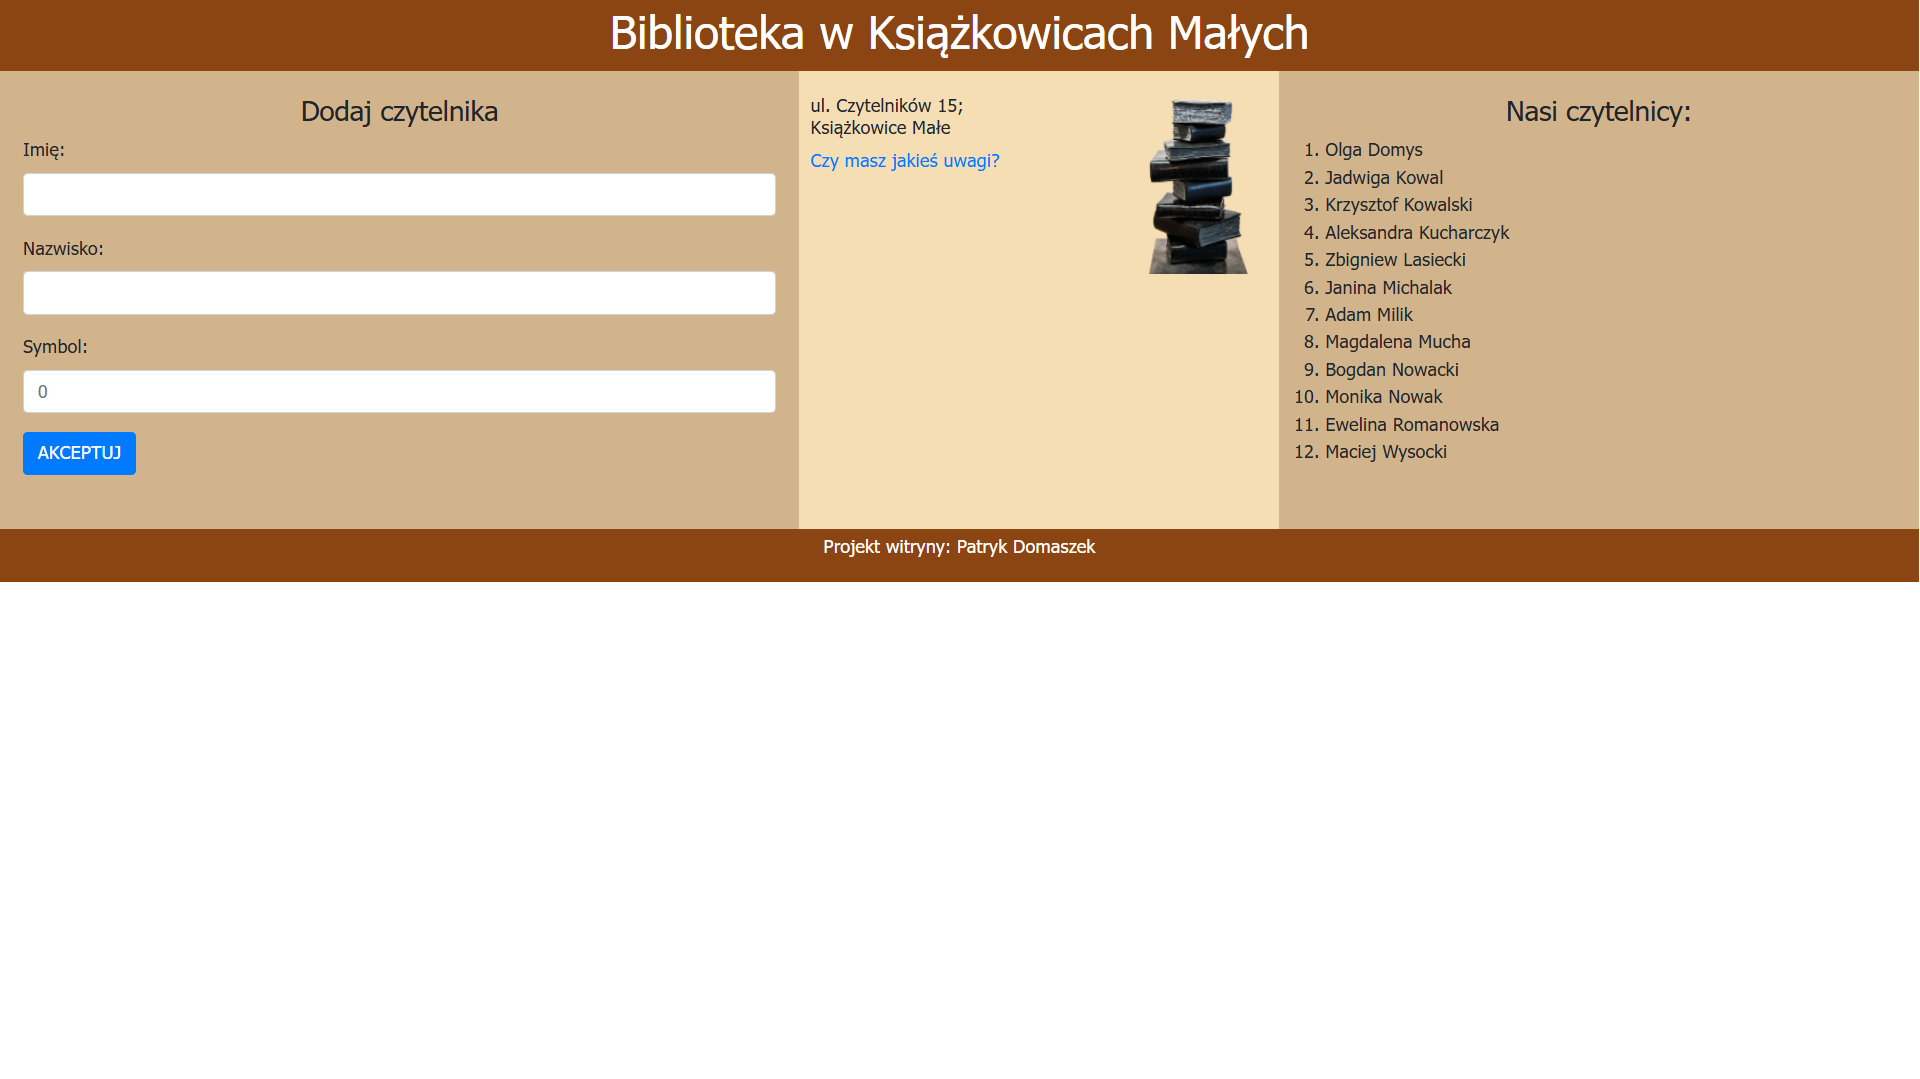 Biblioteka w Książkowicach Małych
Dodaj czytelnika
Imię:
Nazwisko:
Symbol:
0
AKCEPTUJ
ul. Czytelników 15;
Książkowice Małe
Czy masz jakieś uwagi?
Nasi czytelnicy:
1. Olga Domys
2. Jadwiga Kowal
3. Krzysztof Kowalski
4. Aleksandra Kucharczyk
5. Zbigniew Lasiecki
6. Janina Michalak
7. Adam Milik
8. Magdalena Mucha
9. Bogdan Nowacki
10. Monika Nowak
11. Ewelina Romanowska
12. Maciej Wysocki
Projekt witryny: Patryk Domaszek